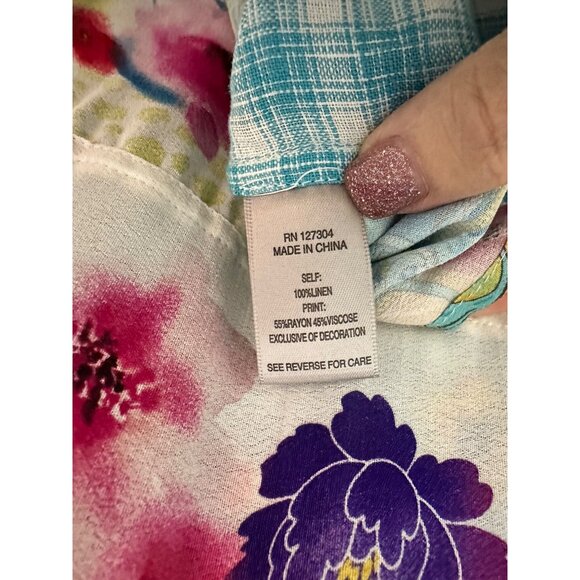 RN 127304
MADE IN CHINA
SELF:
100%LINEN
PRINT:
55%RAYON 45%VISCOSE
EXCLUSIVE OF DECORATION
SEE REVERSE FOR CARE